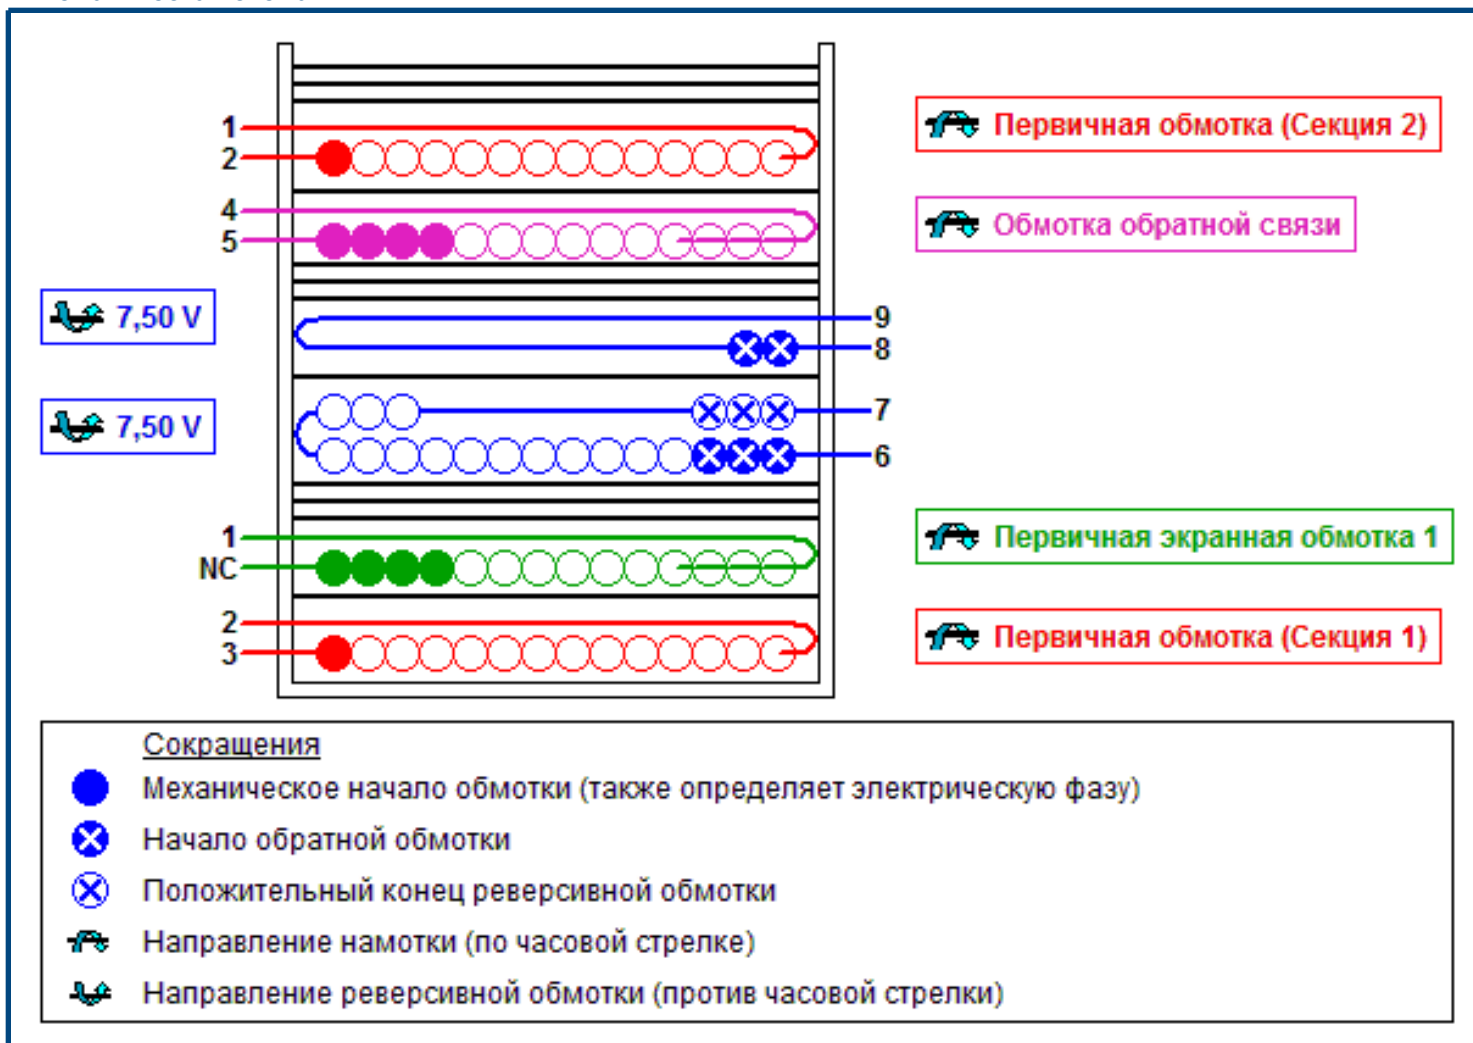 1
2
Первичная обмотка (Секция 2)
4
5
Обмотка обратной связи
7,50 V
9
8
7,50 V
7
6
1
NC
Первичная экранная обмотка 1
2
3
Первичная обмотка (Секция 1)
Сокращения
Механическое начало обмотки (также определяет электрическую фазу)
Начало обратной обмотки
Положительный конец реверсивной обмотки
Направление намотки (по часовой стрелке)
Направление реверсивной обмотки (против часовой стрелки)